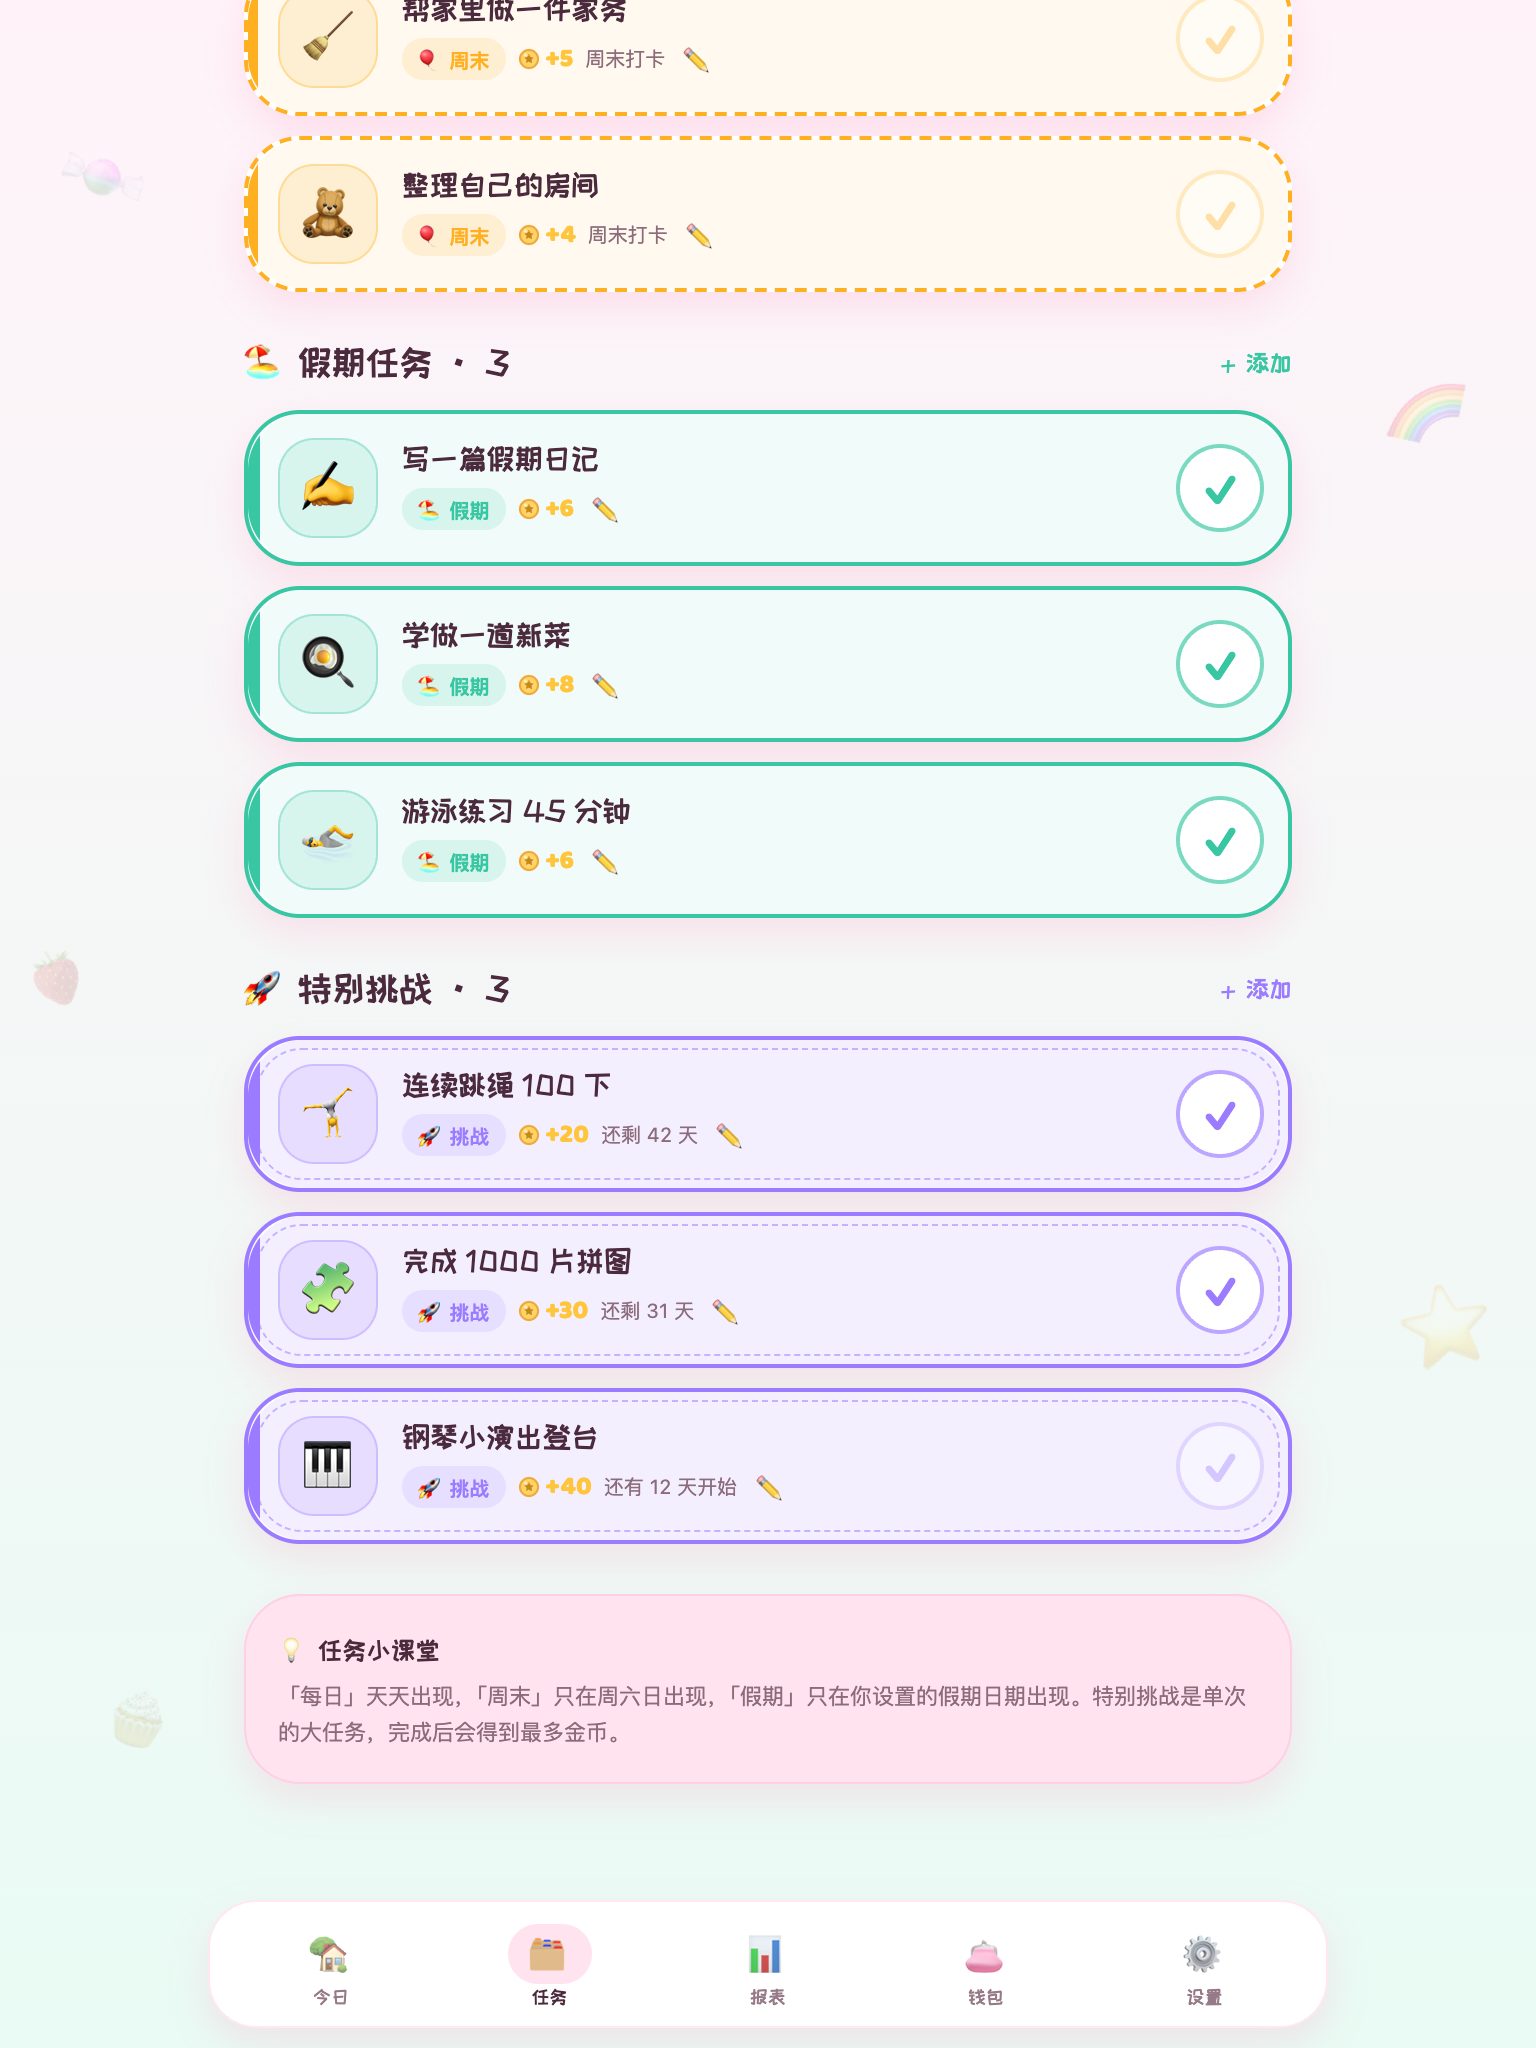 帮家里做一件家务
周末 +5 周末打卡
整理自己的房间
周末 +4 周末打卡
假期任务 · 3
+ 添加
写一篇假期日记
假期 +6
学做一道新菜
假期 +8
游泳练习 45 分钟
假期 +6
特别挑战 · 3
+ 添加
连续跳绳 100 下
挑战 +20 还剩 42 天
完成 1000 片拼图
挑战 +30 还剩 31 天
钢琴小演出登台
挑战 +40 还有 12 天开始
任务小课堂
「每日」天天出现，「周末」只在周六日出现，「假期」只在你设置的假期日期出现。特别挑战是单次
的大任务，完成后会得到最多金币。
今日 任务 报表 钱包 设置